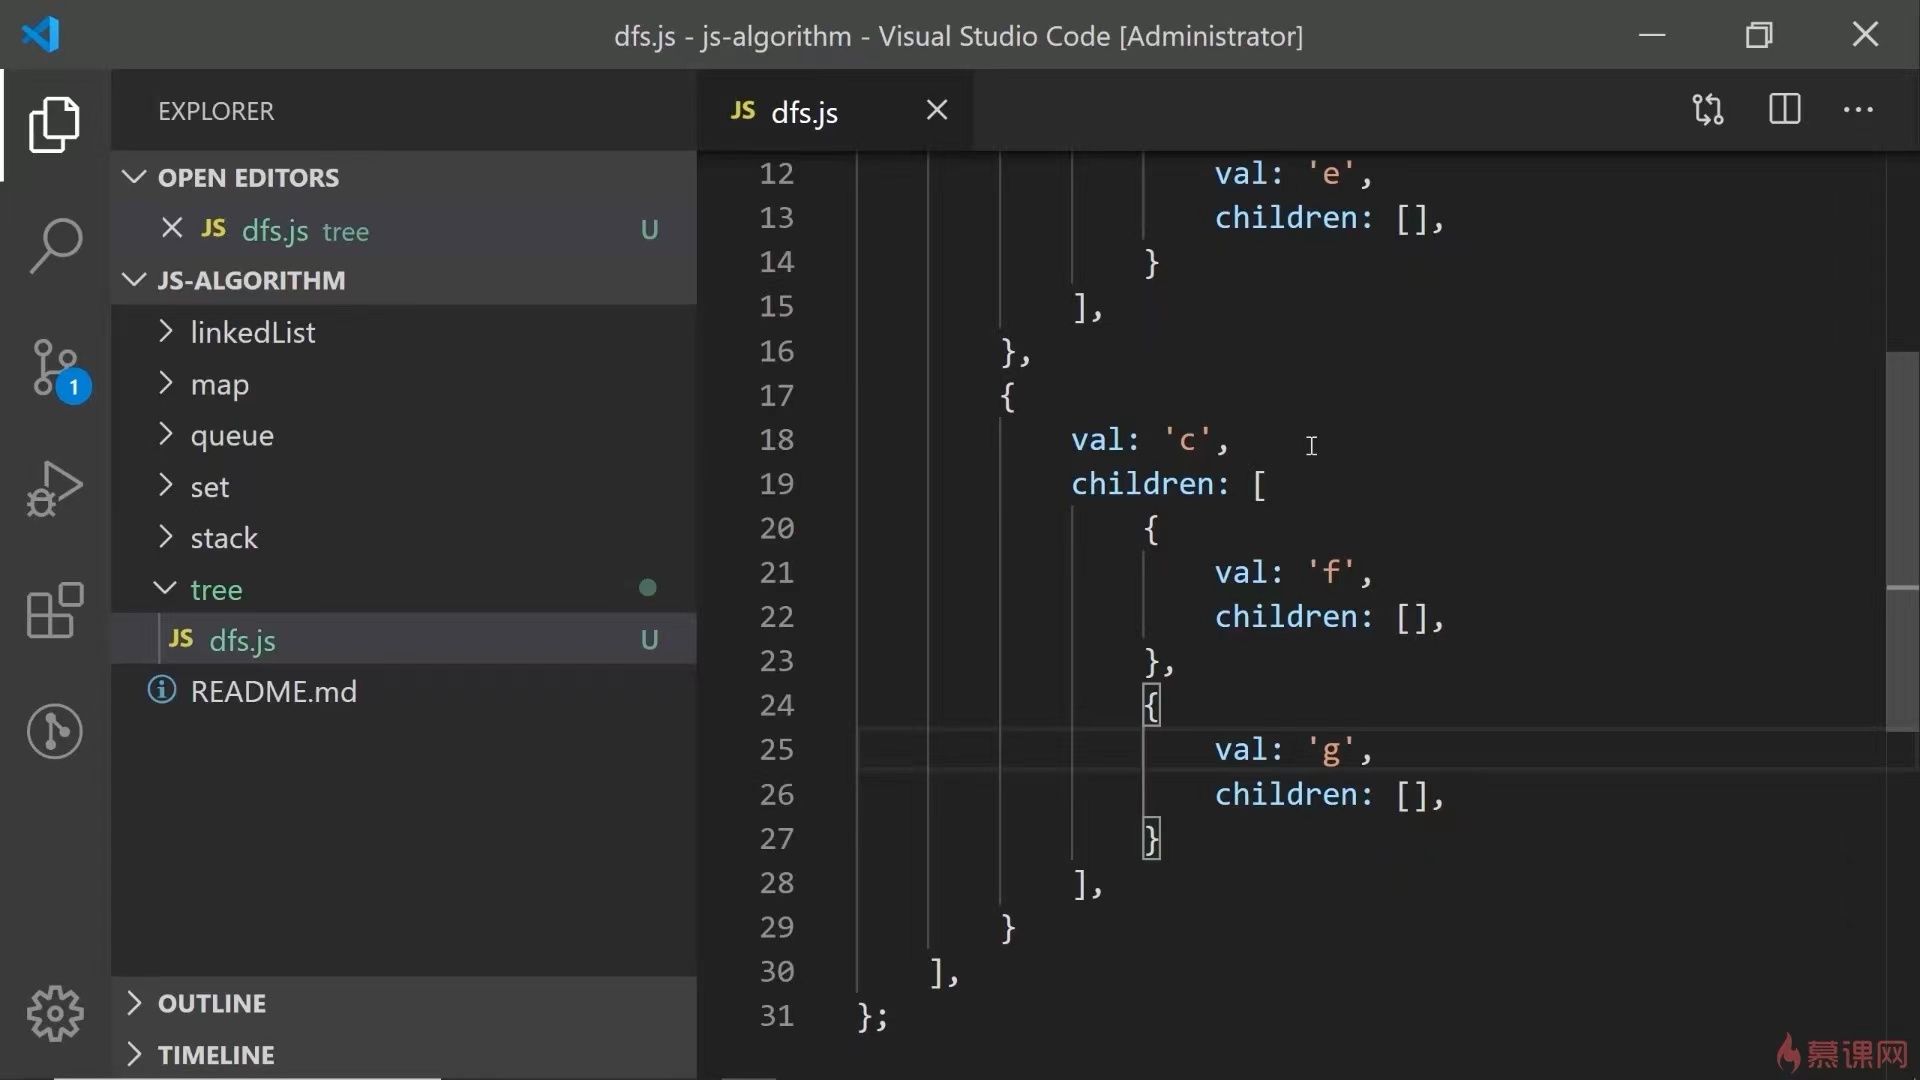 dfs.js - js-algorithm - Visual Studio Code [Administrator]
EXPLORER
OPEN EDITORS
JS dfs.js tree U
JS-ALGORITHM
linkedList
map
queue
set
stack
tree
JS dfs.js U
README.md
OUTLINE
TIMELINE
1
JS dfs.js
12 val: 'e',
13 children: [],
14 }
15 ],
16 },
17 {
18 val: 'c',
19 children: [
20 {
21 val: 'f',
22 children: [],
23 },
24 {
25 val: 'g',
26 children: [],
27 }
28 ],
29 }
30 ],
31 };
慕课网